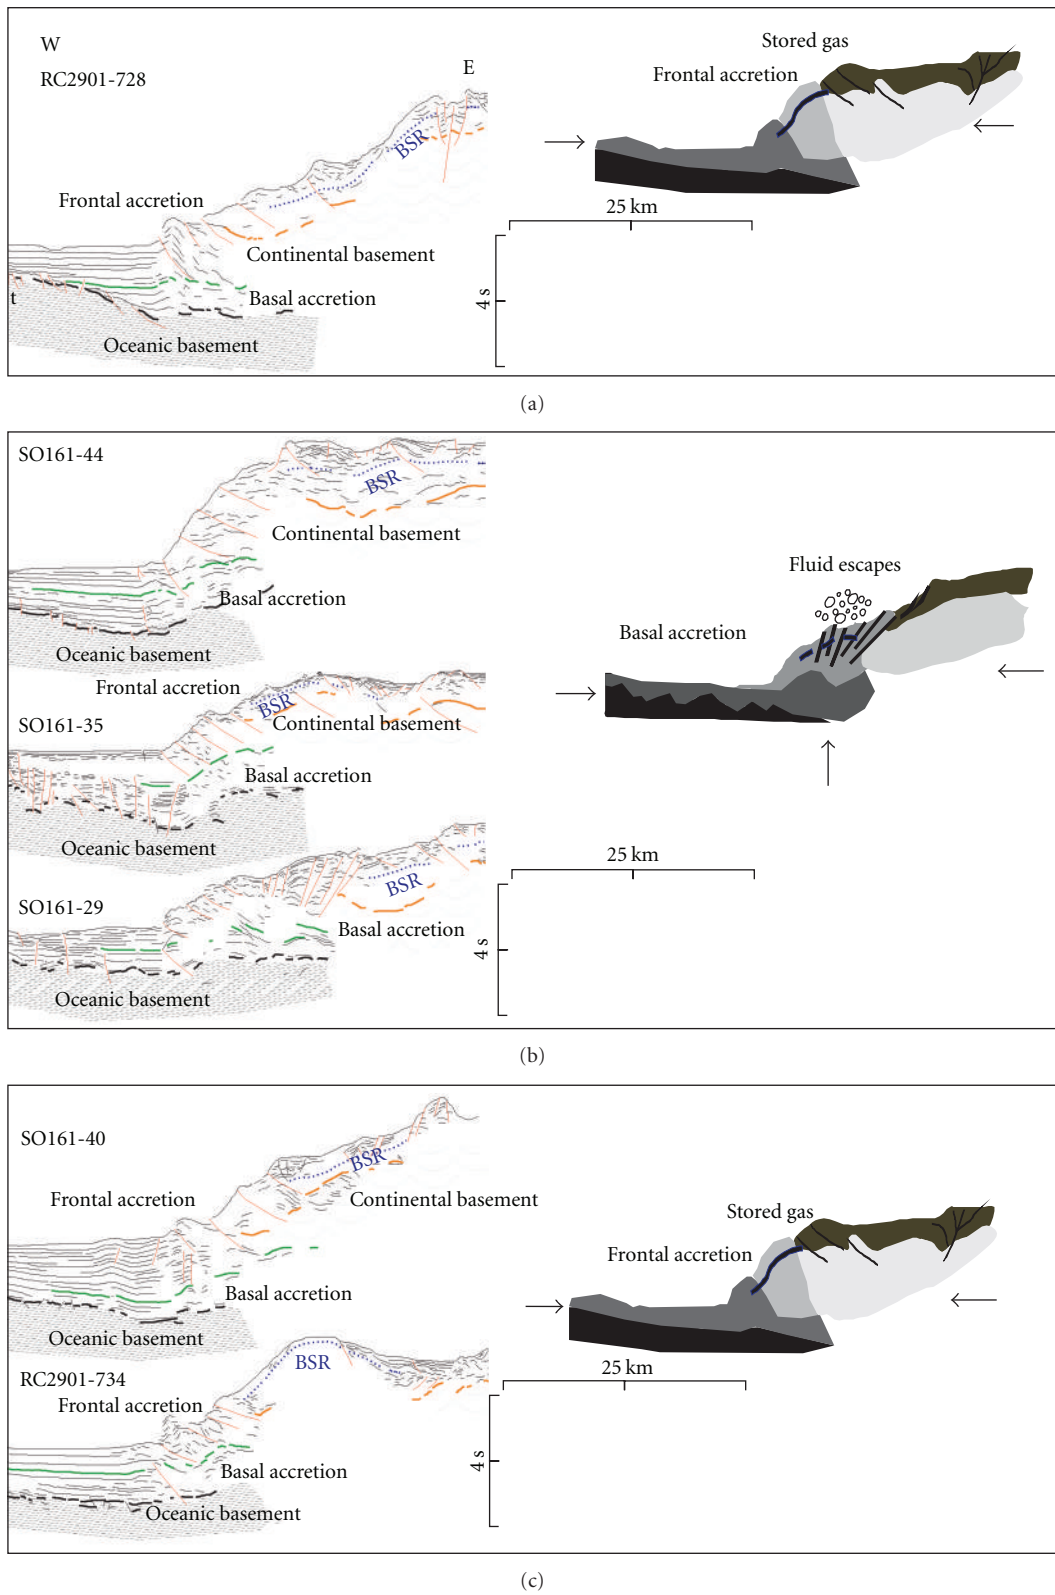 W
RC2901-728
E
BSR
Frontal accretion
Continental basement
Basal accretion
t
Oceanic basement
Stored gas
Frontal accretion
25 km
4 s
(a)
SO161-44
BSR
Continental basement
Basal accretion
Oceanic basement
Frontal accretion
SO161-35
BSR
Continental basement
Basal accretion
Oceanic basement
SO161-29
BSR
Basal accretion
Oceanic basement
Fluid escapes
Basal accretion
25 km
4 s
(b)
SO161-40
BSR
Frontal accretion
Continental basement
Basal accretion
Oceanic basement
RC2901-734
BSR
Frontal accretion
Basal accretion
Oceanic basement
Stored gas
Frontal accretion
25 km
4 s
(c)